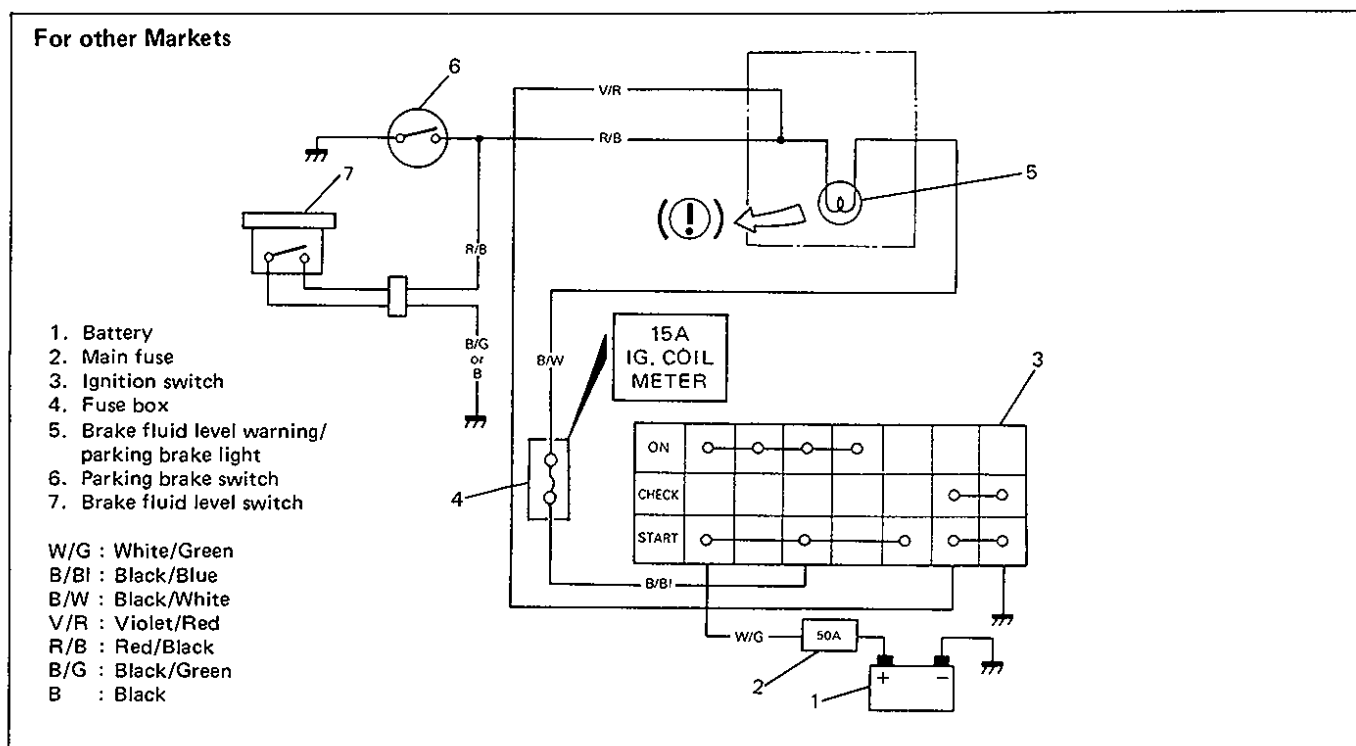 For other Markets
6
V/R
R/B
7
5
R/B
15A
IG. COIL
METER
B/G
or
B
B/W
3
1. Battery
2. Main fuse
3. Ignition switch
4. Fuse box
5. Brake fluid level warning/
parking brake light
6. Parking brake switch
7. Brake fluid level switch
ON
CHECK
START
4
W/G : White/Green
B/Bl : Black/Blue
B/W : Black/White
V/R : Violet/Red
R/B : Red/Black
B/G : Black/Green
B : Black
B/Bl
W/G
50A
2
1
+ −